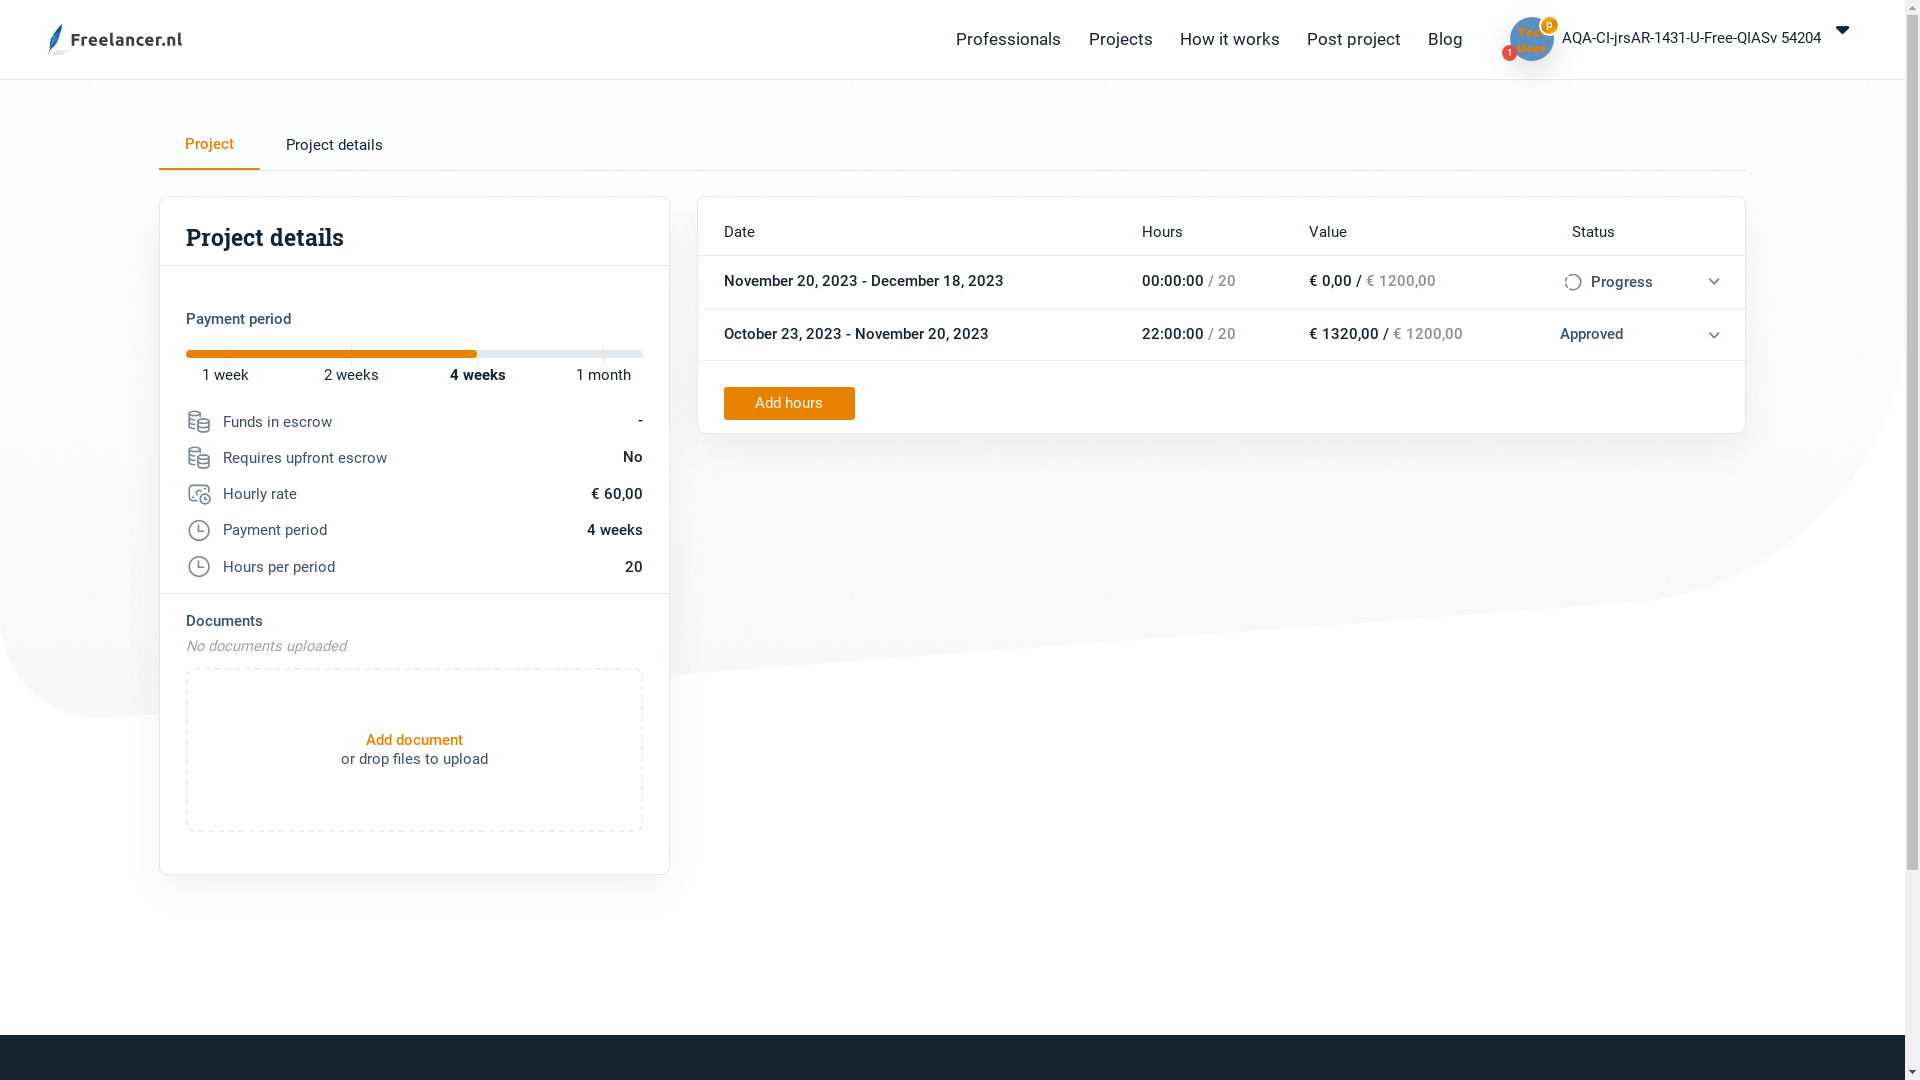 Freelancer.nl
Professionals
Projects
How it works
Post project
Blog
Test
User
p
1
AQA-CI-jrsAR-1431-U-Free-QIASv 54204
Project
Project details
Project details
Payment period
1 week
2 weeks
4 weeks
1 month
Funds in escrow -
Requires upfront escrow No
Hourly rate € 60,00
Payment period 4 weeks
Hours per period 20
Documents
No documents uploaded
Add document
or drop files to upload
Date Hours Value Status
November 20, 2023 - December 18, 2023 00:00:00 / 20 € 0,00 / € 1200,00 Progress
October 23, 2023 - November 20, 2023 22:00:00 / 20 € 1320,00 / € 1200,00 Approved
Add hours